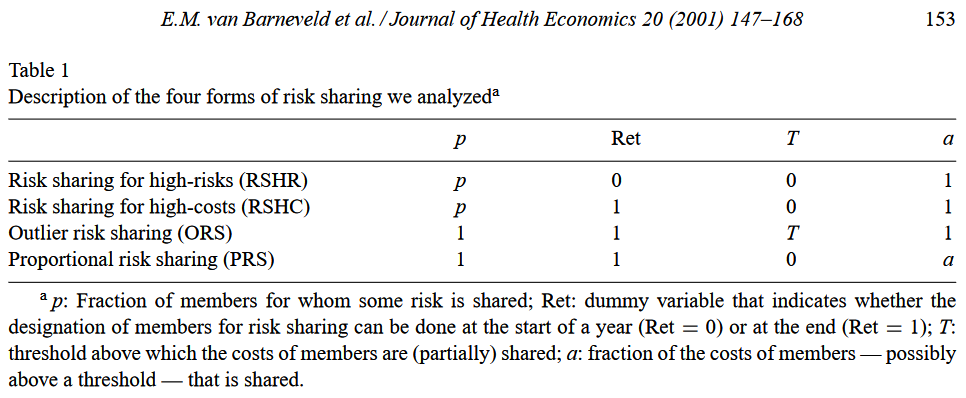 E.M. van Barneveld et al. / Journal of Health Economics 20 (2001) 147–168 153
Table 1
Description of the four forms of risk sharing we analyzedᵃ
p Ret T a
Risk sharing for high-risks (RSHR) p 0 0 1
Risk sharing for high-costs (RSHC) p 1 0 1
Outlier risk sharing (ORS) 1 1 T 1
Proportional risk sharing (PRS) 1 1 0 a
ᵃ p: Fraction of members for whom some risk is shared; Ret: dummy variable that indicates whether the
designation of members for risk sharing can be done at the start of a year (Ret = 0) or at the end (Ret = 1); T:
threshold above which the costs of members are (partially) shared; a: fraction of the costs of members — possibly
above a threshold — that is shared.